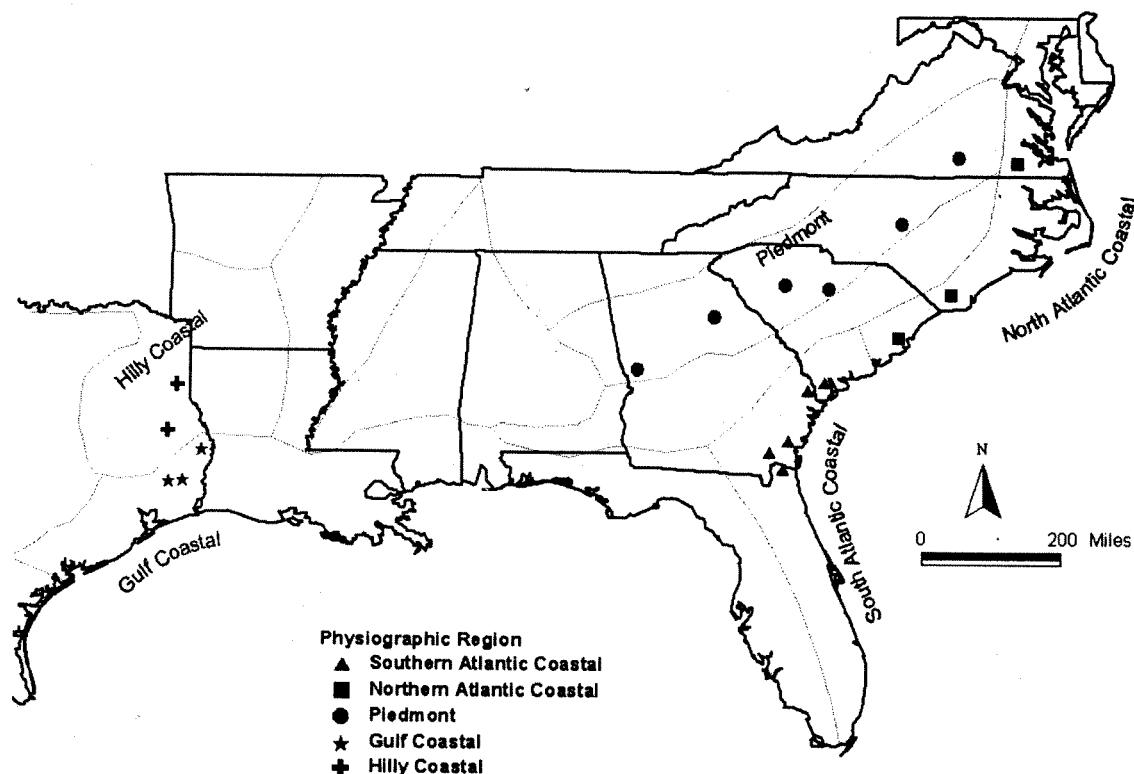 Piedmont
North Atlantic Coastal
Hilly Coastal
N
South Atlantic Coastal
0 200 Miles
Gulf Coastal
Physiographic Region
Southern Atlantic Coastal
Northern Atlantic Coastal
Piedmont
Gulf Coastal
Hilly Coastal